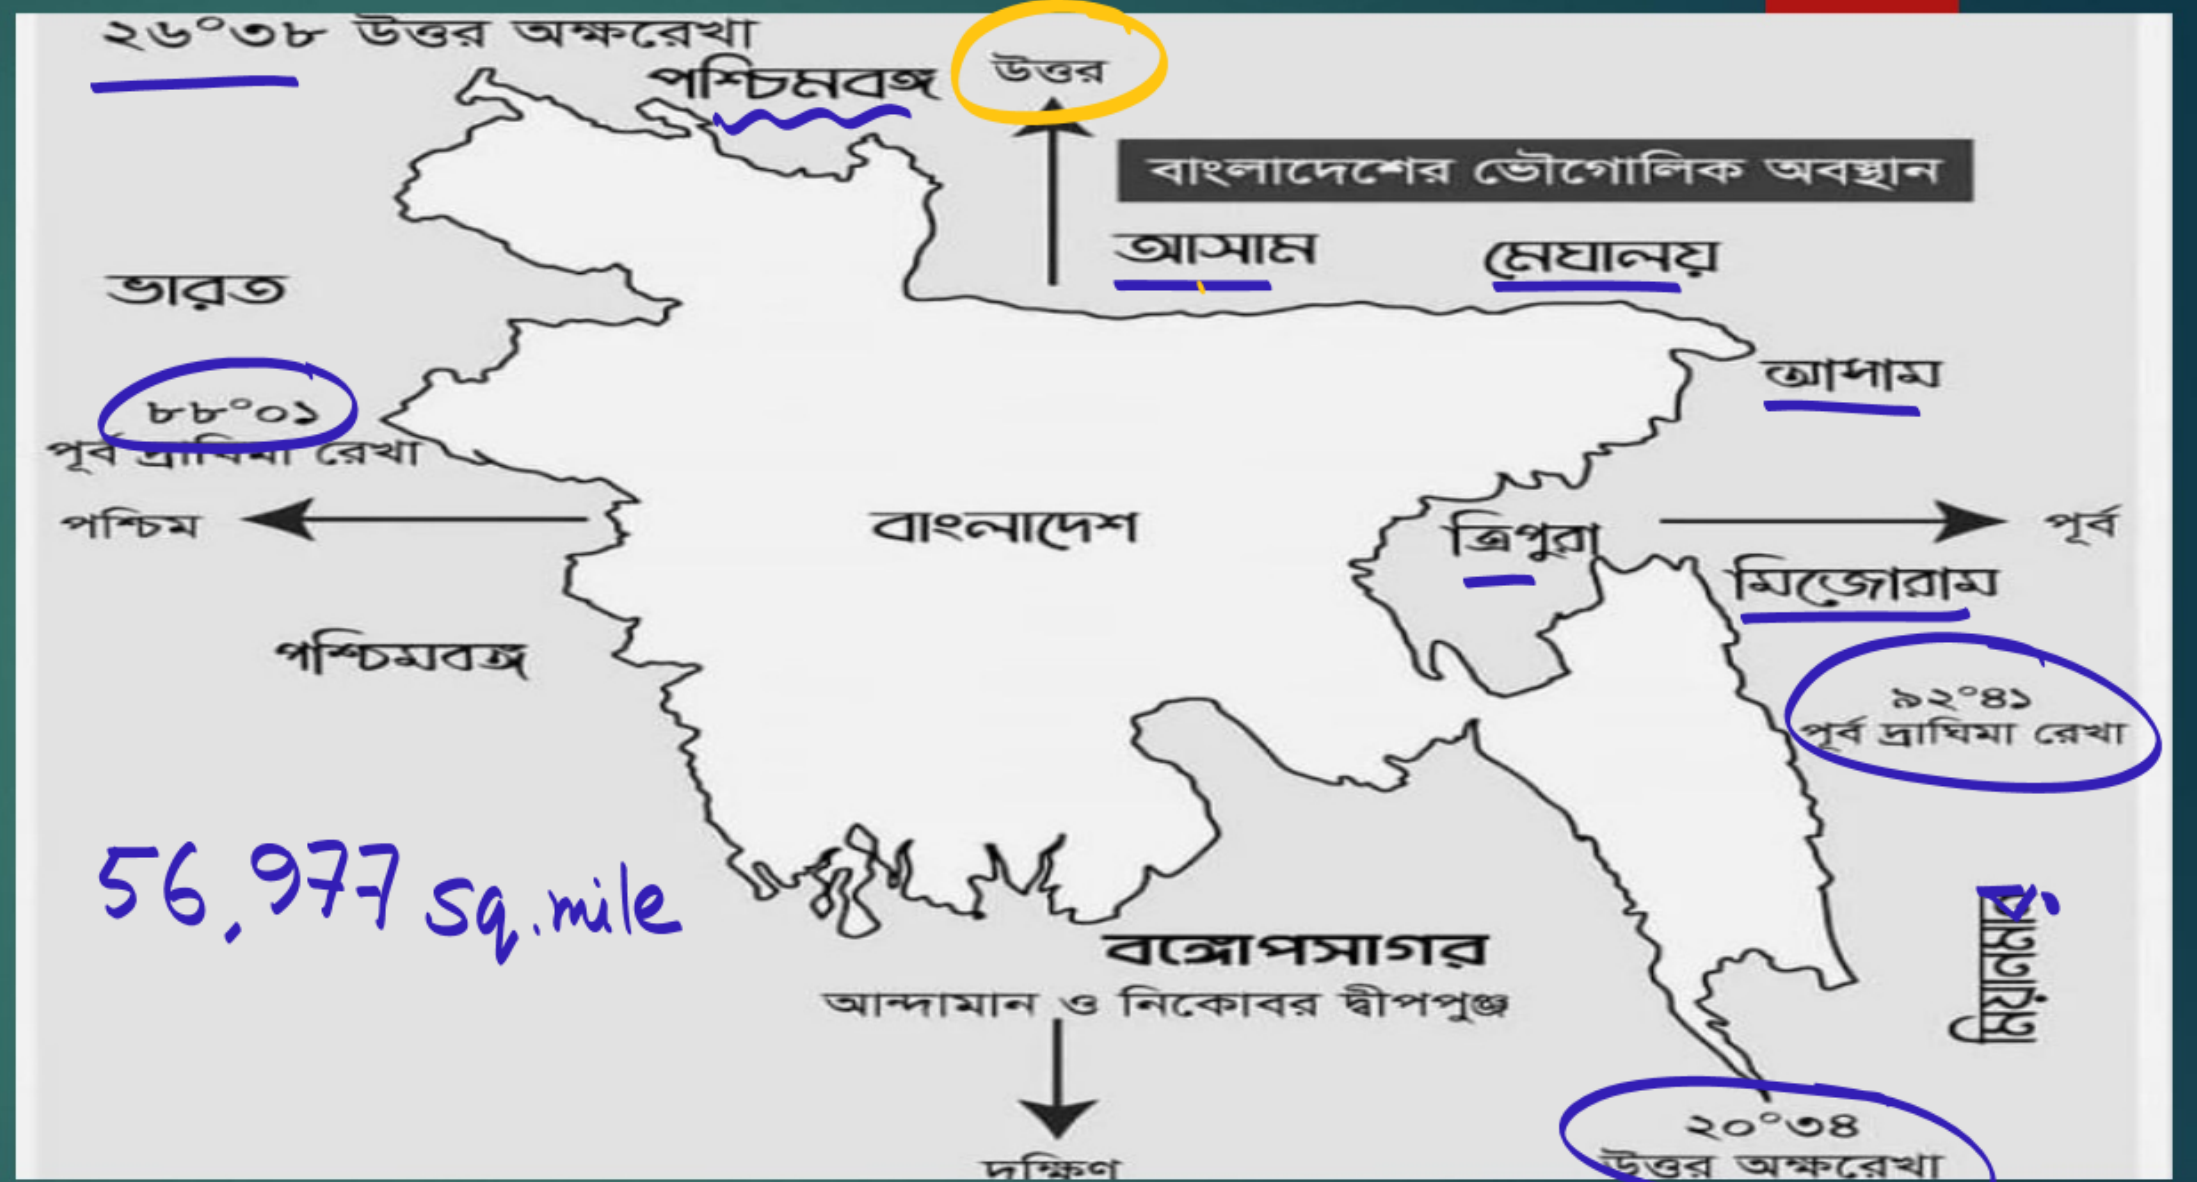 ২৬°৩৮ উত্তর অক্ষরেখা
পশ্চিমবঙ্গ
উত্তর
বাংলাদেশের ভৌগোলিক অবস্থান
আসাম
মেঘালয়
ভারত
আসাম
৮৮°০১
পূর্ব দ্রাঘিমা রেখা
পশ্চিম
বাংলাদেশ
ত্রিপুরা
পূর্ব
মিজোরাম
পশ্চিমবঙ্গ
৯২°৪১
পূর্ব দ্রাঘিমা রেখা
56,977 sq.mile
মিয়ানমার
বঙ্গোপসাগর
আন্দামান ও নিকোবর দ্বীপপুঞ্জ
২০°৩৪
উত্তর অক্ষরেখা
দক্ষিণ